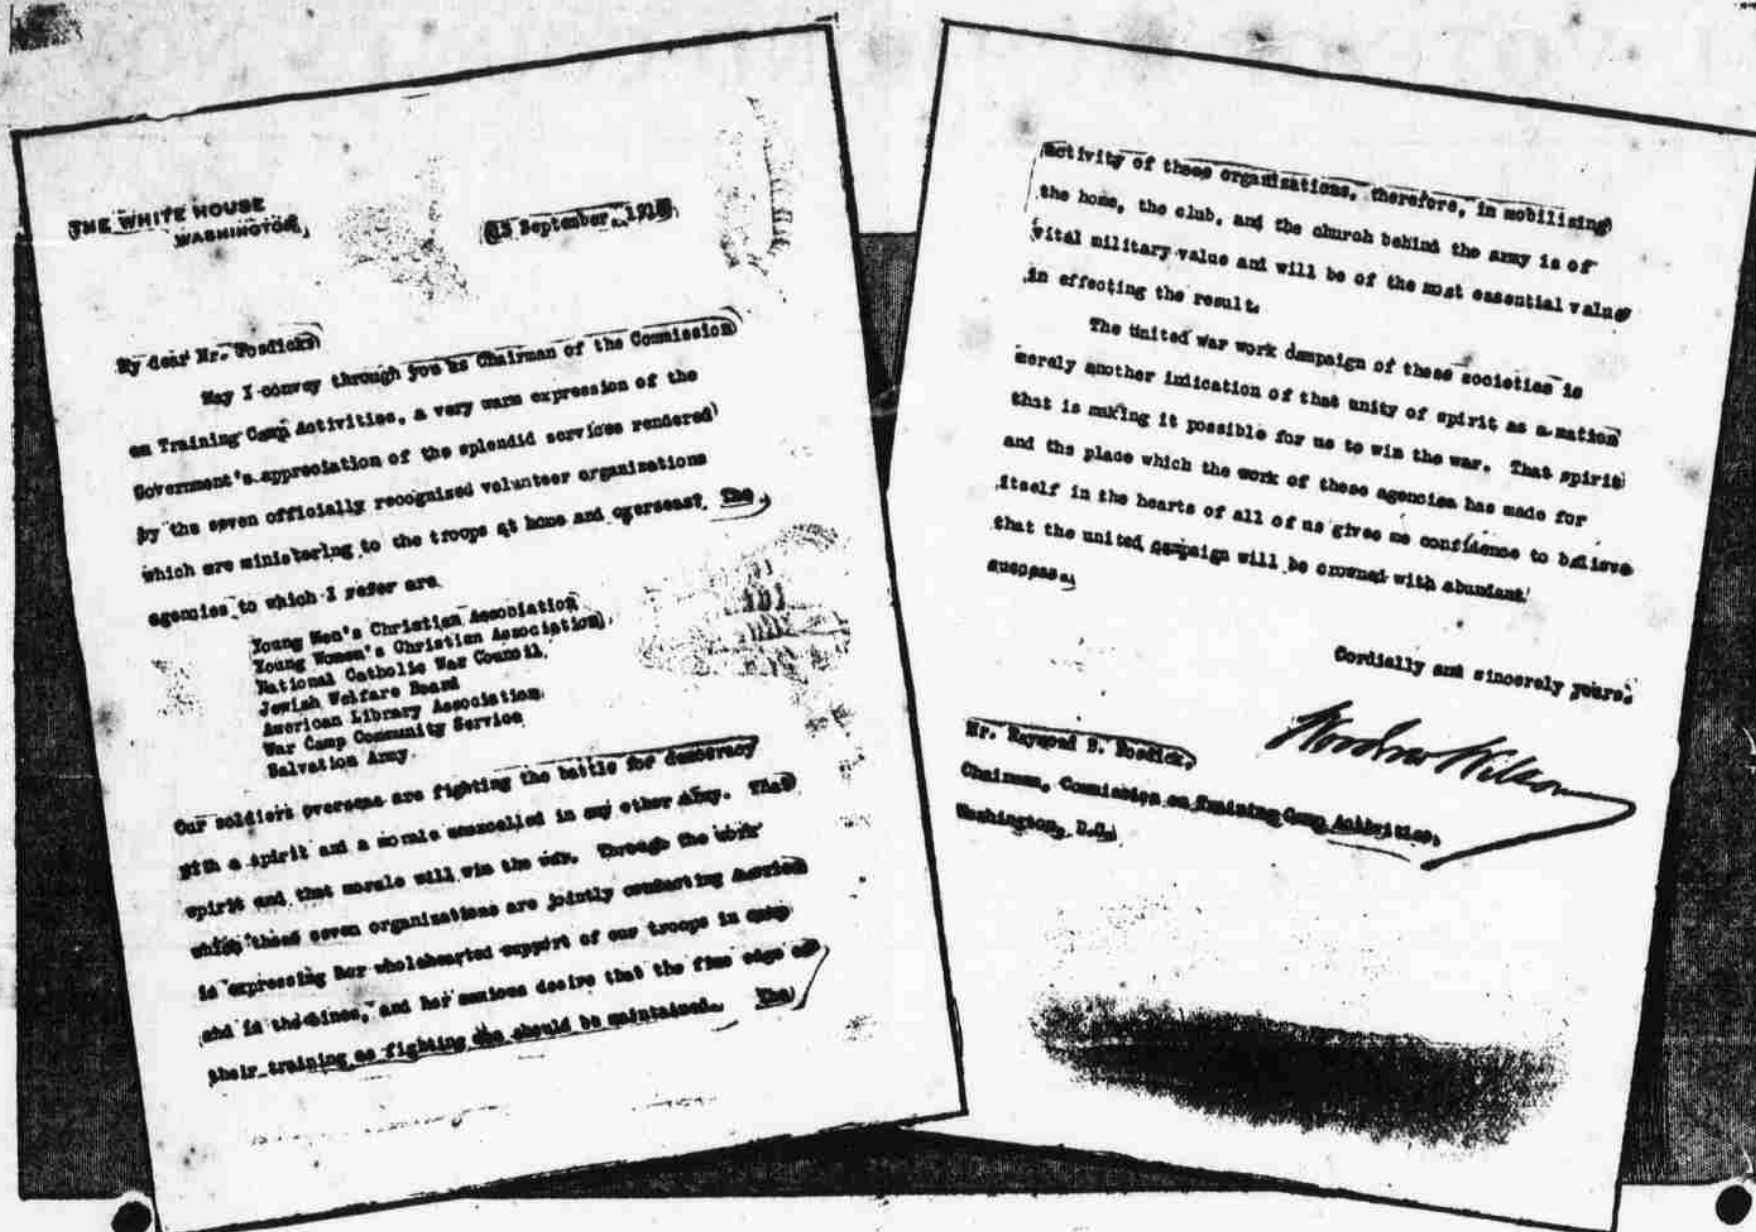 THE WHITE HOUSE
WASHINGTON,
13 September, 1918
My dear Mr. Fosdick
May I convey through you as Chairman of the Commission
on Training Camp Activities, a very warm expression of the
Government's appreciation of the splendid services rendered
by the seven officially recognized volunteer organizations
which are ministering to the troops at home and overseas. The
agencies to which I refer are
Young Men's Christian Association
Young Women's Christian Association,
National Catholic War Council,
Jewish Welfare Board
American Library Association
War Camp Community Service
Salvation Army.
Our soldiers overseas are fighting the battle for democracy
with a spirit and a morale unexcelled in any other Army. That
spirit and that morale will win the war. Through the work
which these seven organizations are jointly conducting America
is expressing her wholehearted support of our troops in camp
and in the lines, and her anxious desire that the fine edge
their training as fighting should be maintained. The
activity of these organizations, therefore, in mobilizing
the home, the club, and the church behind the army is of
vital military value and will be of the most essential value
in effecting the result.
The United war work campaign of these societies is
merely another indication of that unity of spirit as a nation
that is making it possible for us to win the war. That spirit
and the place which the work of these agencies has made for
itself in the hearts of all of us gives me confidence to believe
that the united campaign will be crowned with abundant
success.
Cordially and sincerely yours,
Woodrow Wilson
Mr. Raymond B. Fosdick,
Chairman, Commission on Training Camp Activities,
Washington, D.C.